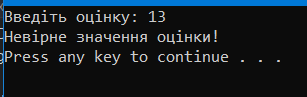 Введіть оцінку: 13
Невірне значення оцінки!
Press any key to continue . . .